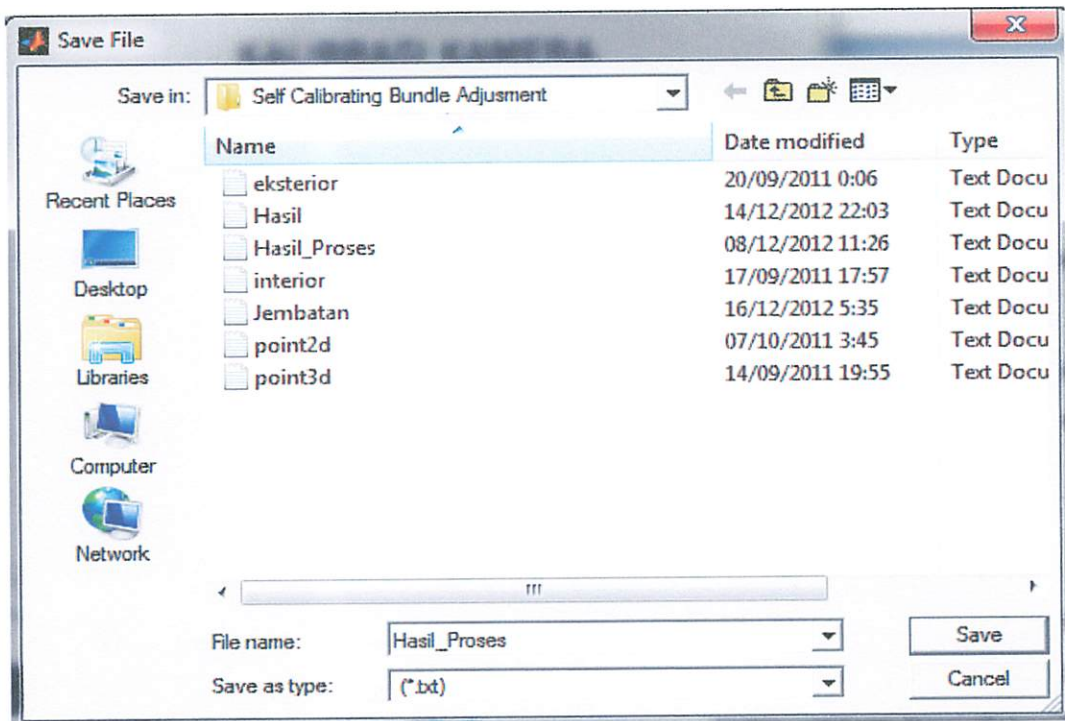 Save File
KALIBRASI KAMERA
Save in:
Self Calibrating Bundle Adjusment
Name
Date modified
Type
eksterior
20/09/2011 0:06
Text Docu
Hasil
14/12/2012 22:03
Text Docu
Hasil_Proses
08/12/2012 11:26
Text Docu
interior
17/09/2011 17:57
Text Docu
Jembatan
16/12/2012 5:35
Text Docu
point2d
07/10/2011 3:45
Text Docu
point3d
14/09/2011 19:55
Text Docu
Recent Places
Desktop
Libraries
Computer
Network
File name:
Hasil_Proses
Save
Save as type:
(*.txt)
Cancel